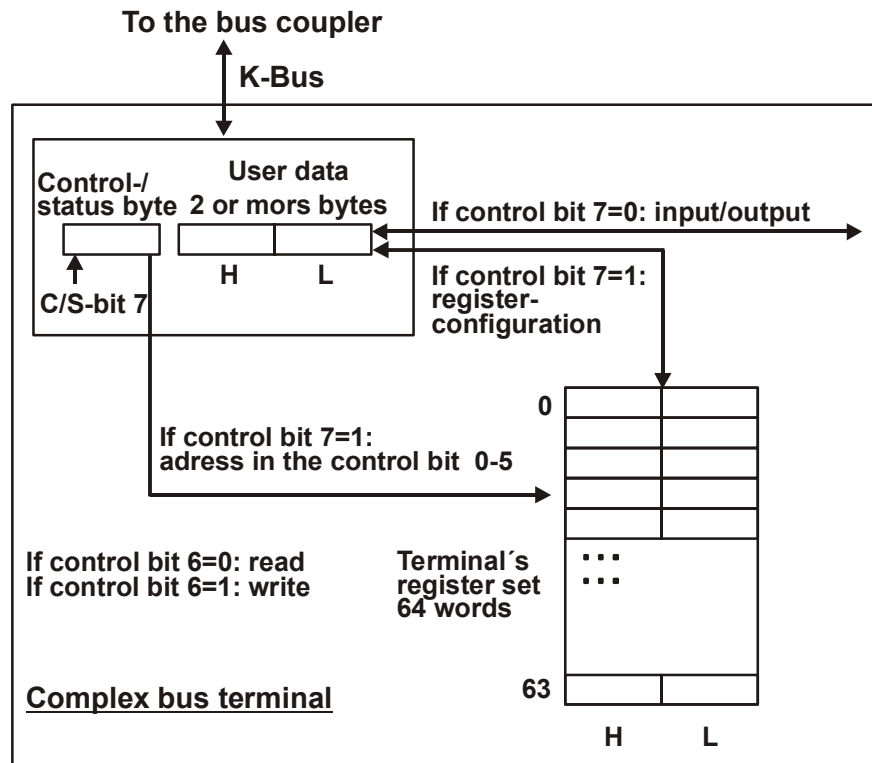 To the bus coupler
K-Bus
User data
Control-/
status byte 2 or mors bytes
H L
C/S-bit 7
If control bit 7=0: input/output
If control bit 7=1:
register-
configuration
0
If control bit 7=1:
adress in the control bit 0-5
If control bit 6=0: read
If control bit 6=1: write
Terminal´s
register set
64 words
Complex bus terminal
63
H L